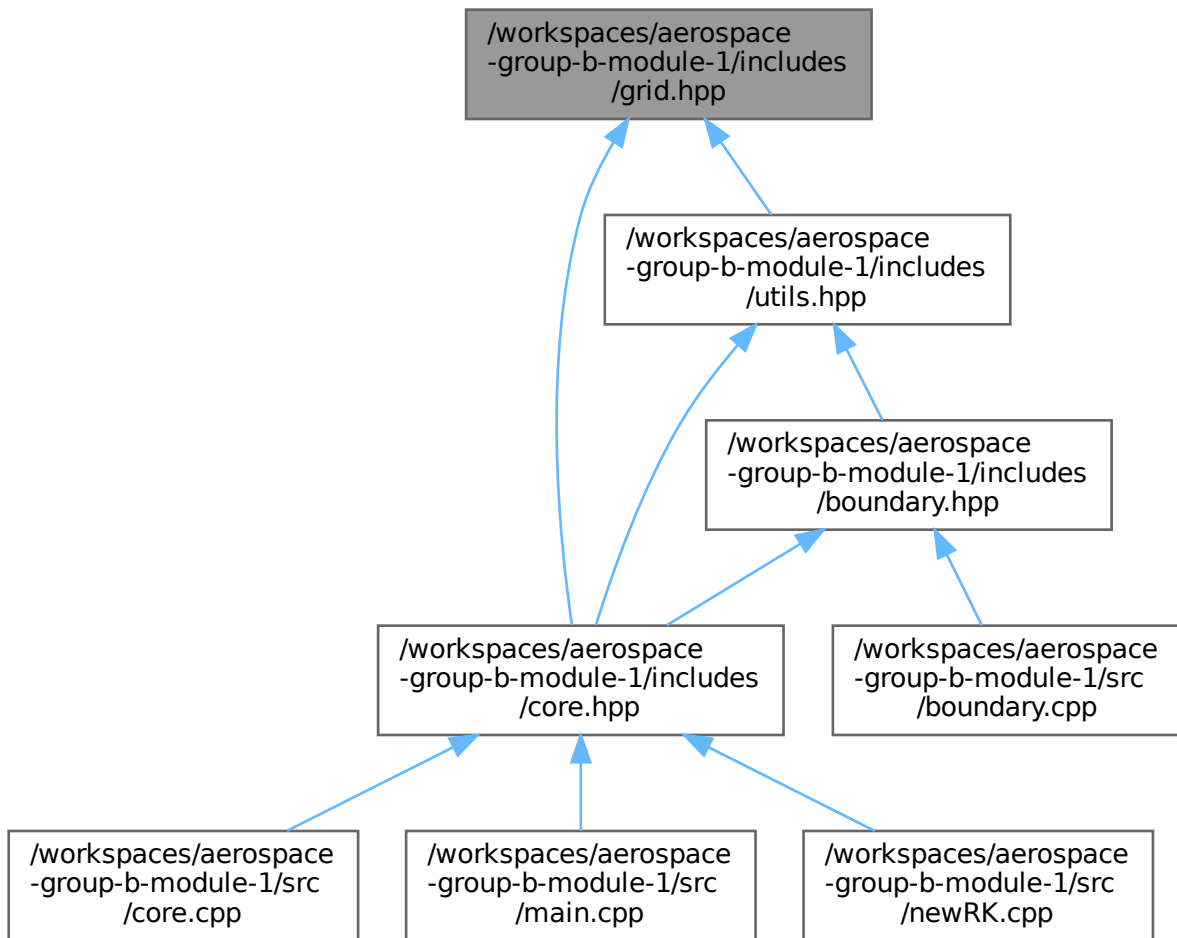 /workspaces/aerospace
-group-b-module-1/includes
/grid.hpp
/workspaces/aerospace
-group-b-module-1/includes
/utils.hpp
/workspaces/aerospace
-group-b-module-1/includes
/boundary.hpp
/workspaces/aerospace
-group-b-module-1/includes
/core.hpp
/workspaces/aerospace
-group-b-module-1/src
/boundary.cpp
/workspaces/aerospace
-group-b-module-1/src
/core.cpp
/workspaces/aerospace
-group-b-module-1/src
/main.cpp
/workspaces/aerospace
-group-b-module-1/src
/newRK.cpp